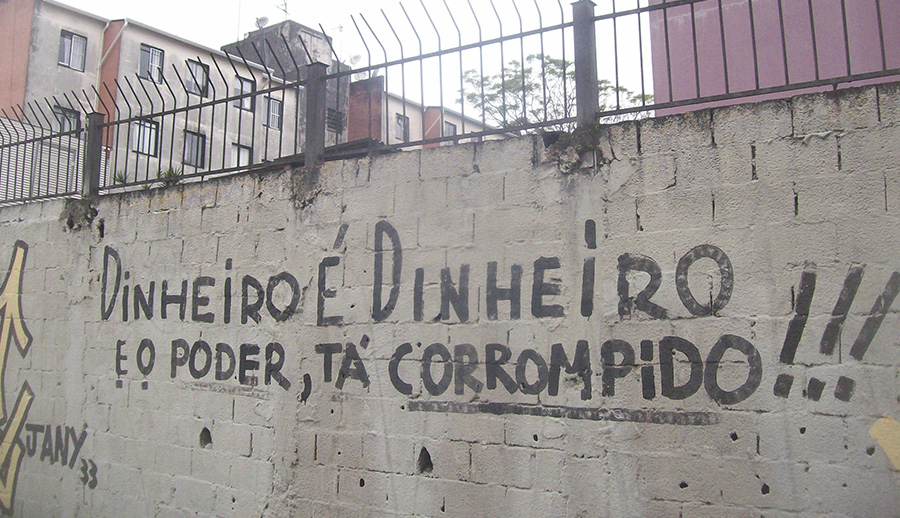 DiNHEiRO É DiNHEiRO
E O PODER, TÁ CORROMPiDO!!!
JANY
33